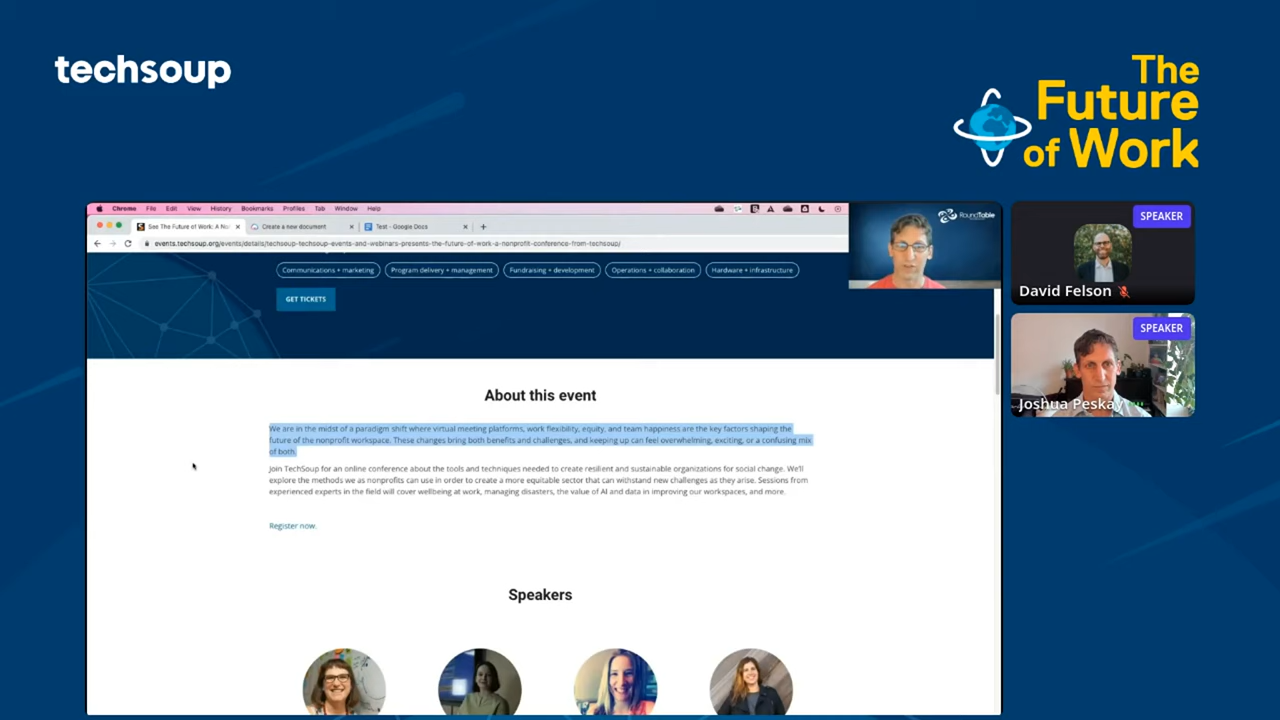 techsoup
The
Future
of Work
Chrome File Edit View History Bookmarks Profiles Tab Window Help
See The Future of Work: A No
Create a new document
Test - Google Docs
events.techsoup.org/events/details/techsoup-techsoup-events-and-webinars-presents-the-future-of-work-a-nonprofit-conference-from-techsoup/
RoundTable
SPEAKER
David Felson
SPEAKER
Joshua Peskay
Communications + marketing
Program delivery + management
Fundraising + development
Operations + collaboration
Hardware + infrastructure
GET TICKETS
About this event
We are in the midst of a paradigm shift where virtual meeting platforms, work flexibility, equity, and team happiness are the key factors shaping the
future of the nonprofit workspace. These changes bring both benefits and challenges, and keeping up can feel overwhelming, exciting, or a confusing mix
of both.
Join TechSoup for an online conference about the tools and techniques needed to create resilient and sustainable organizations for social change. We'll
explore the methods we as nonprofits can use in order to create a more equitable sector that can withstand new challenges as they arise. Sessions from
experienced experts in the field will cover wellbeing at work, managing disasters, the value of AI and data in improving our workspaces, and more.
Register now.
Speakers